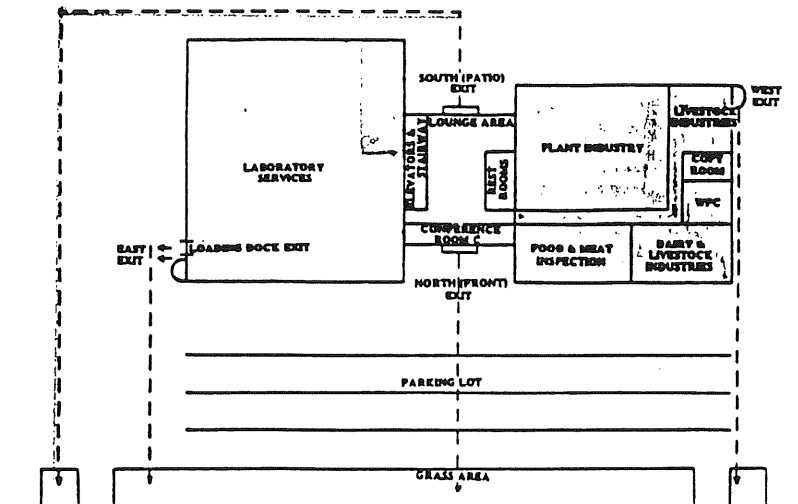 SOUTH (PATIO)
EXIT
WEST
EXIT
LIVESTOCK
INDUSTRIES
LOUNGE AREA
ELEVATORS &
STAIRWAY
PLANT INDUSTRY
REST
ROOMS
COPY
ROOM
LABORATORY
SERVICES
WPC
CONFERENCE
ROOM C
EAST
EXIT
LOADING DOCK EXIT
FOOD & MEAT
INSPECTION
DAIRY &
LIVESTOCK
INDUSTRIES
NORTH (FRONT)
EXIT
PARKING LOT
GRASS AREA